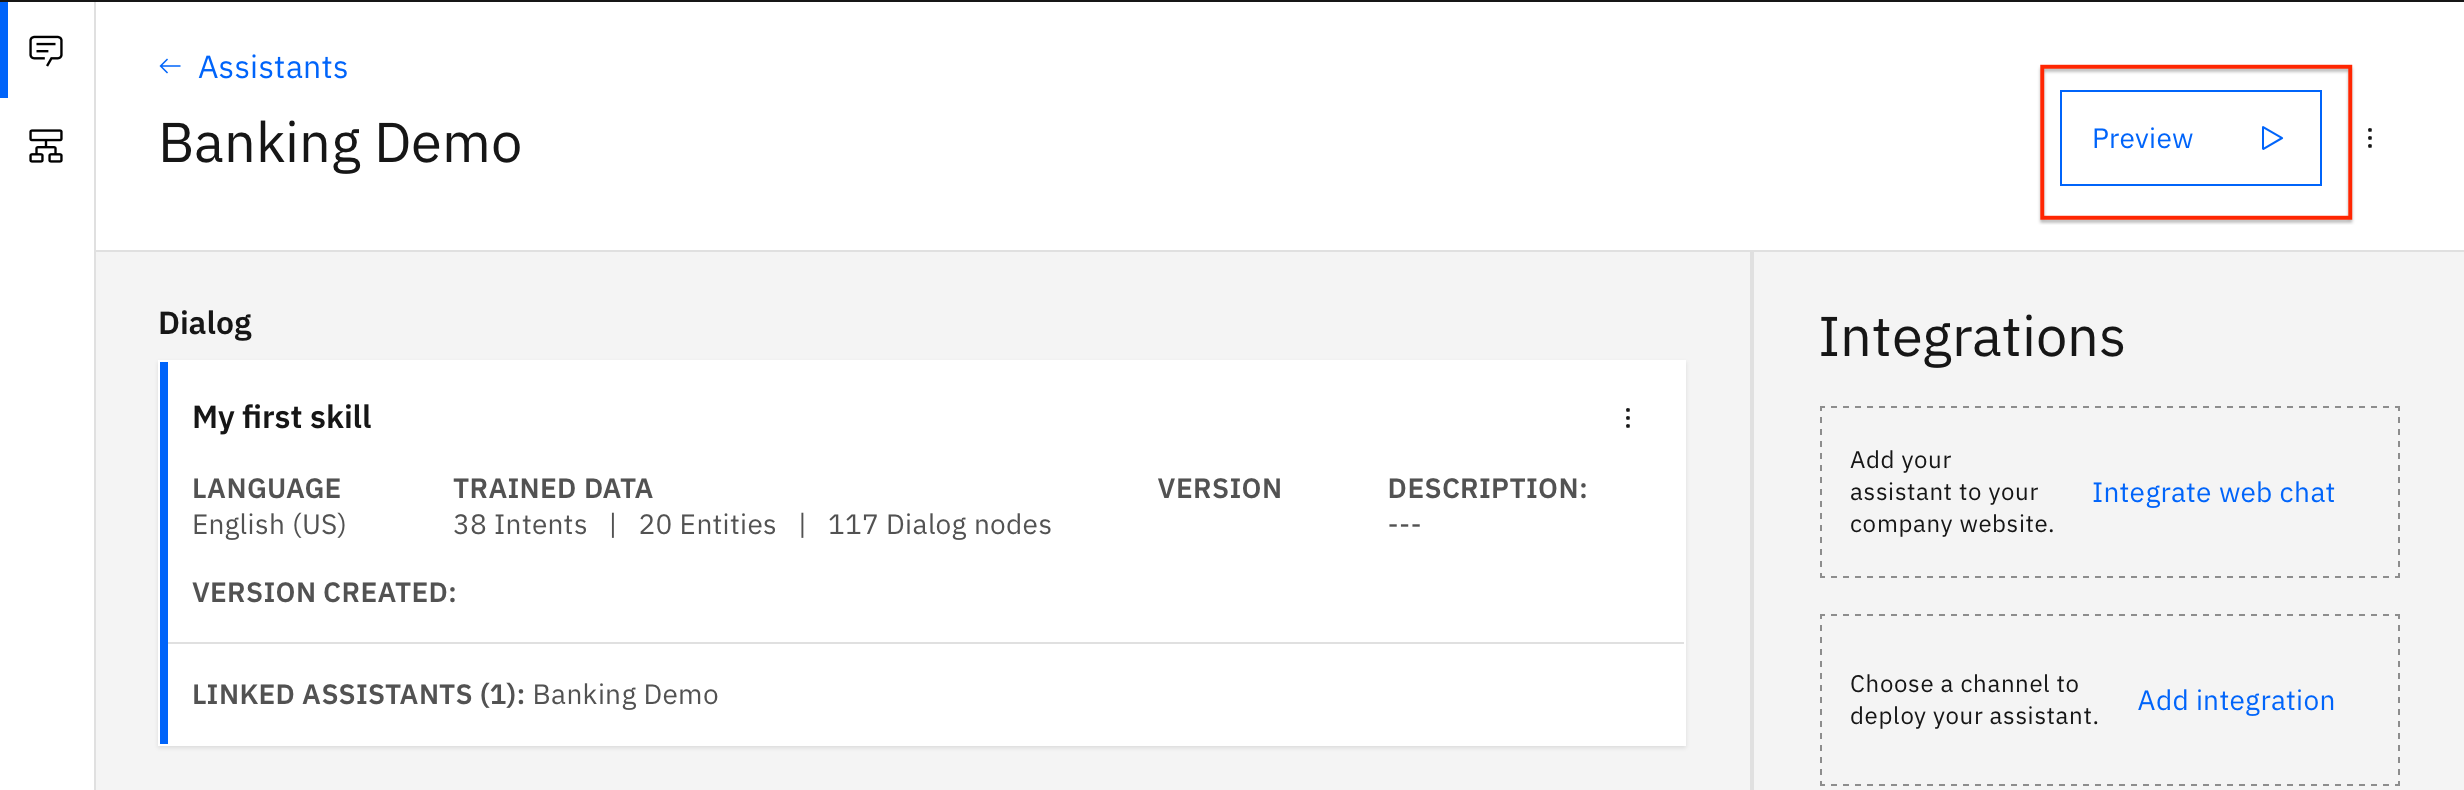 ← Assistants
Banking Demo
Preview
Dialog
My first skill
LANGUAGE
English (US)
TRAINED DATA
38 Intents | 20 Entities | 117 Dialog nodes
VERSION
DESCRIPTION:
---
VERSION CREATED:
LINKED ASSISTANTS (1): Banking Demo
Integrations
Add your
assistant to your
company website.
Integrate web chat
Choose a channel to
deploy your assistant.
Add integration